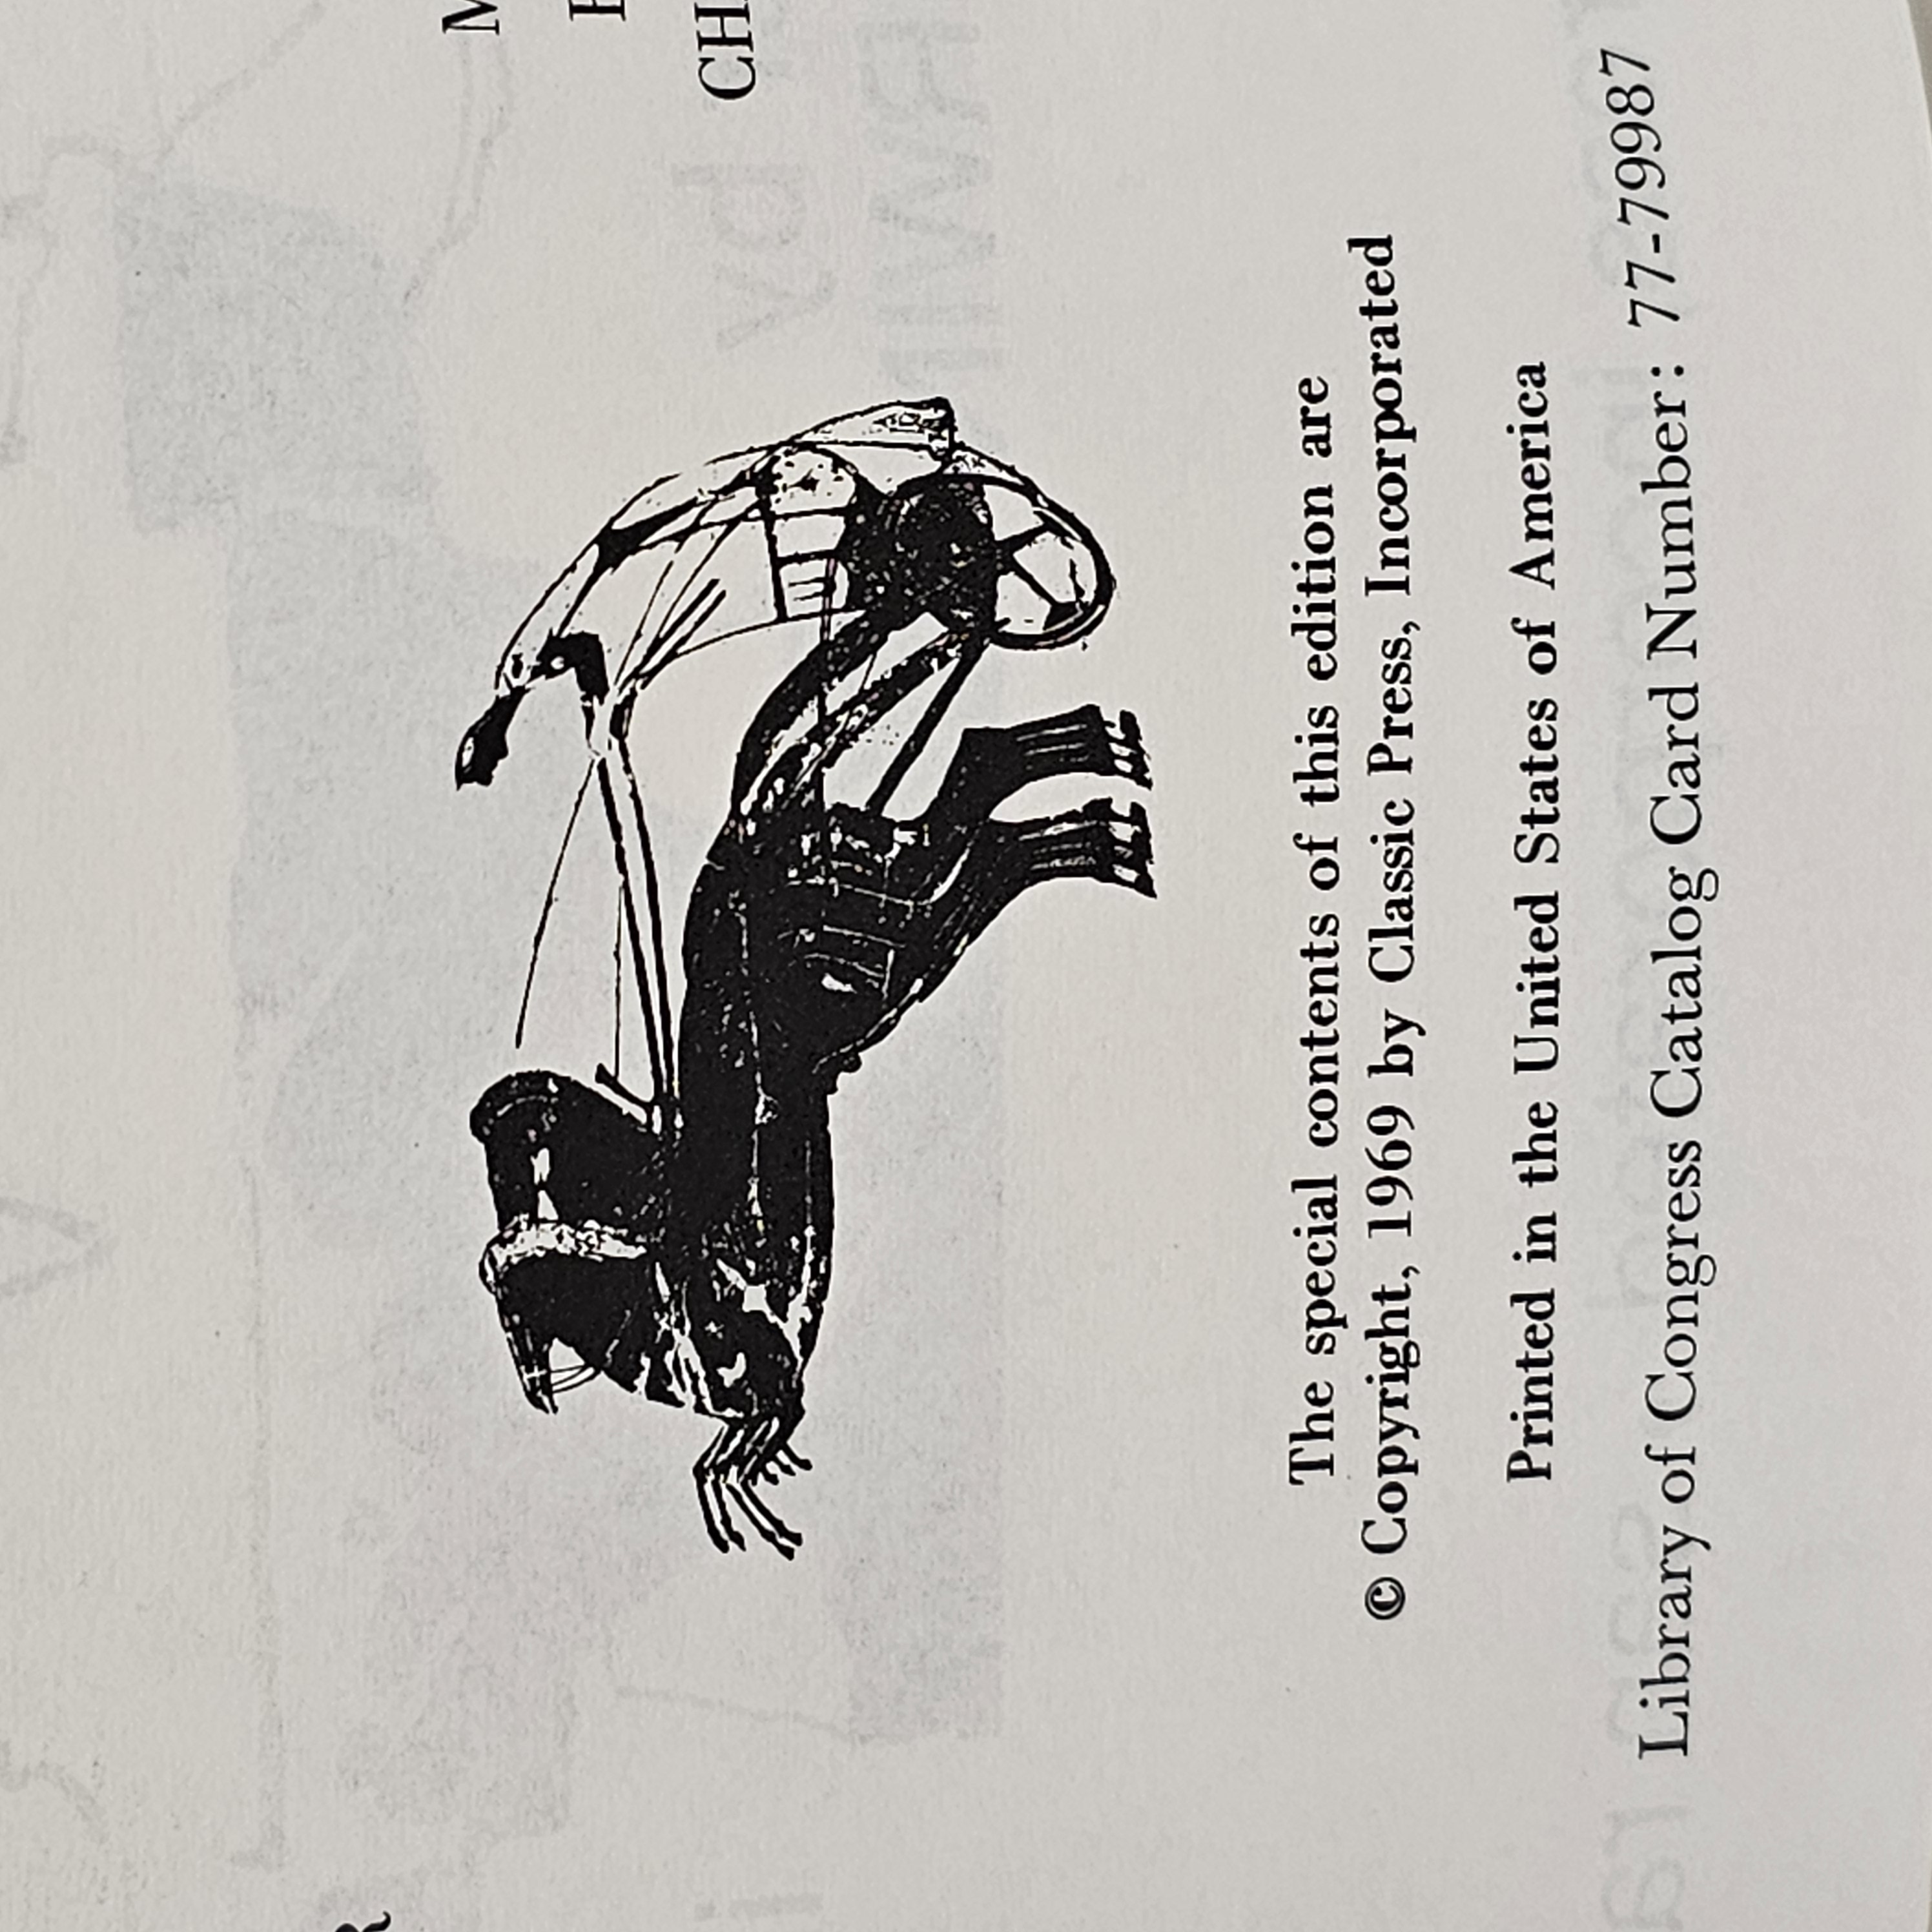 R
M
CH
The special contents of this edition are
© Copyright, 1969 by Classic Press, Incorporated
Printed in the United States of America
Library of Congress Catalog Card Number: 77-79987